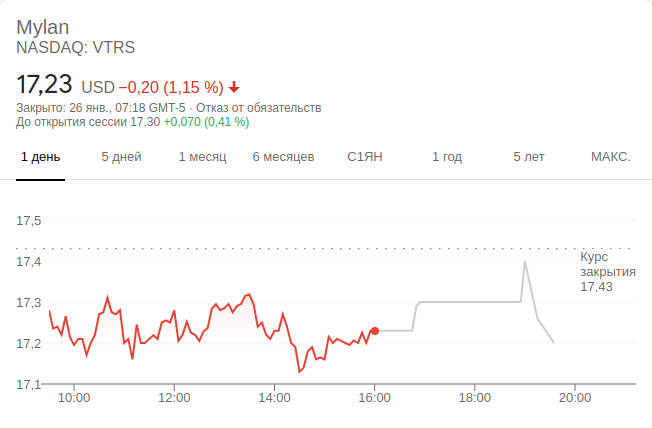 Mylan
NASDAQ: VTRS
17,23 USD −0,20 (1,15 %)
Закрыто: 26 янв., 07:18 GMT-5 · Отказ от обязательств
До открытия сессии 17,30 +0,070 (0,41 %)
1 день 5 дней 1 месяц 6 месяцев С1ЯН 1 год 5 лет МАКС.
17,5
17,4
17,3
17,2
17,1
Курс
закрытия
17,43
10:00 12:00 14:00 16:00 18:00 20:00